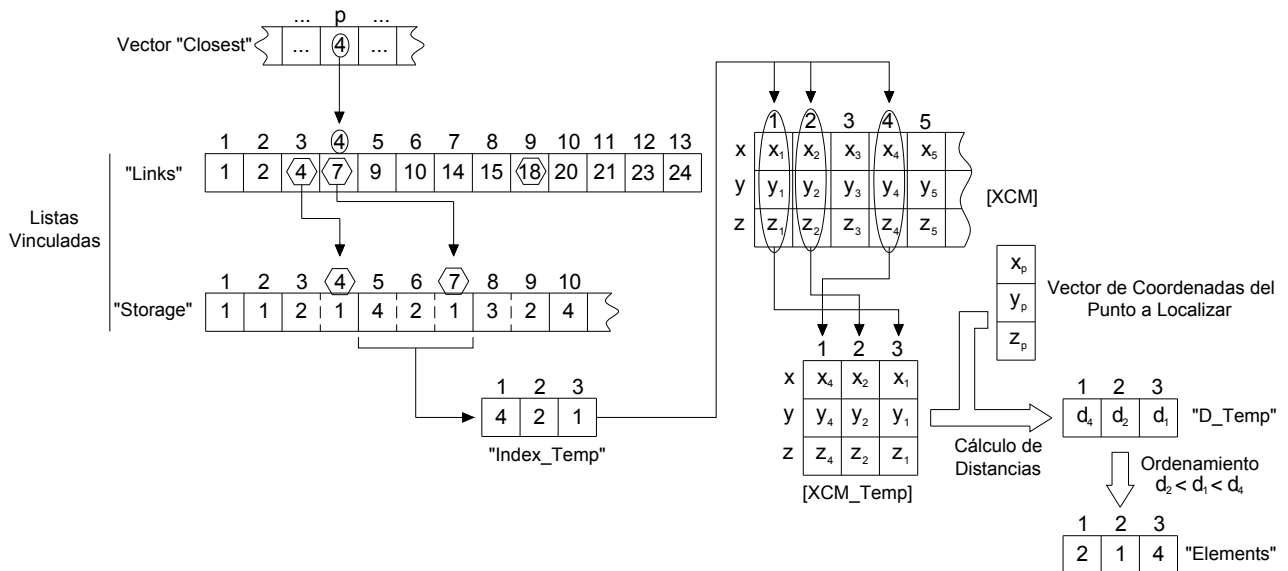 ... p ...
Vector "Closest" ... 4 ...
1 2 3 4 5 6 7 8 9 10 11 12 13
"Links" 1 2 4 7 9 10 14 15 18 20 21 23 24
Listas
Vinculadas
1 2 3 4 5 6 7 8 9 10
"Storage" 1 1 2 1 4 2 1 3 2 4
1 2 3
4 2 1
"Index_Temp"
1 2 3 4 5
x x₁ x₂ x₃ x₄ x₅
y y₁ y₂ y₃ y₄ y₅
z z₁ z₂ z₃ z₄ z₅
[XCM]
xₚ
yₚ
zₚ
Vector de Coordenadas del
Punto a Localizar
1 2 3
x x₄ x₂ x₁
y y₄ y₂ y₁
z z₄ z₂ z₁
[XCM_Temp]
Cálculo de
Distancias
1 2 3
d₄ d₂ d₁ "D_Temp"
Ordenamiento
d₂ < d₁ < d₄
1 2 3
2 1 4 "Elements"